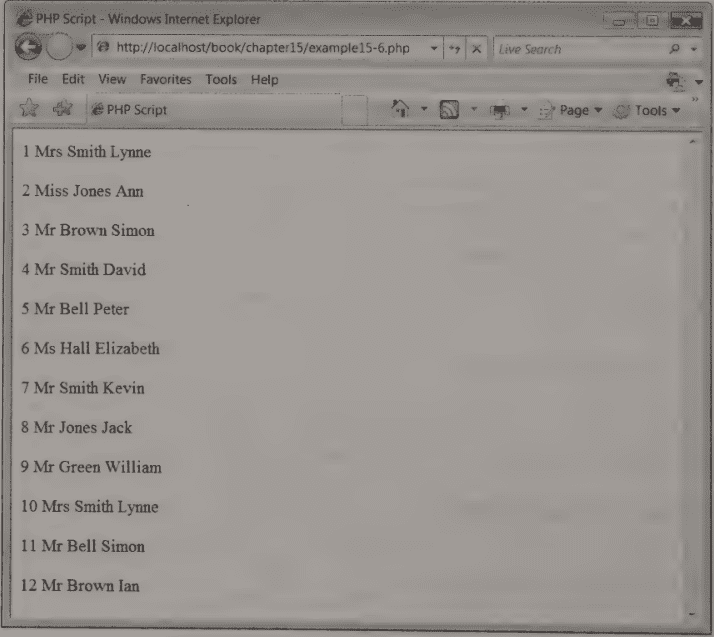 PHP Script - Windows Internet Explorer
http://localhost/book/chapter15/example15-6.php Live Search
File Edit View Favorites Tools Help
PHP Script Page Tools »
1 Mrs Smith Lynne
2 Miss Jones Ann
3 Mr Brown Simon
4 Mr Smith David
5 Mr Bell Peter
6 Ms Hall Elizabeth
7 Mr Smith Kevin
8 Mr Jones Jack
9 Mr Green William
10 Mrs Smith Lynne
11 Mr Bell Simon
12 Mr Brown Ian